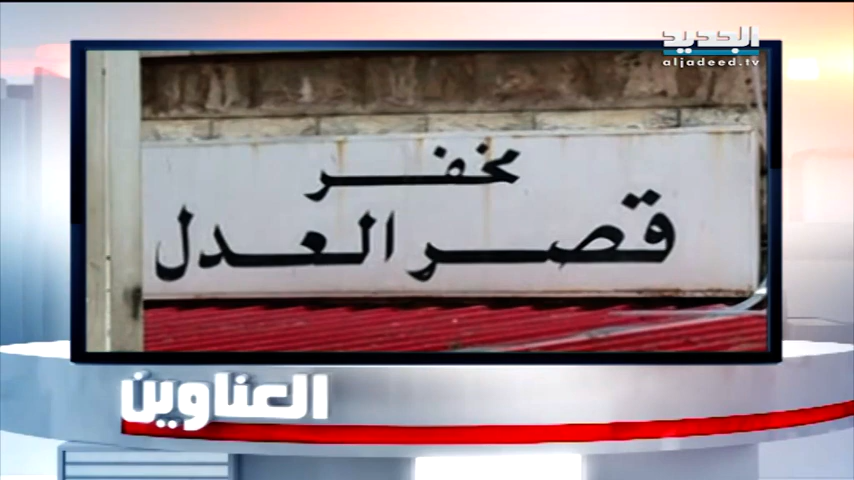 الجديد
aljadeed.tv
مخفر
قصر العدل
العناوين